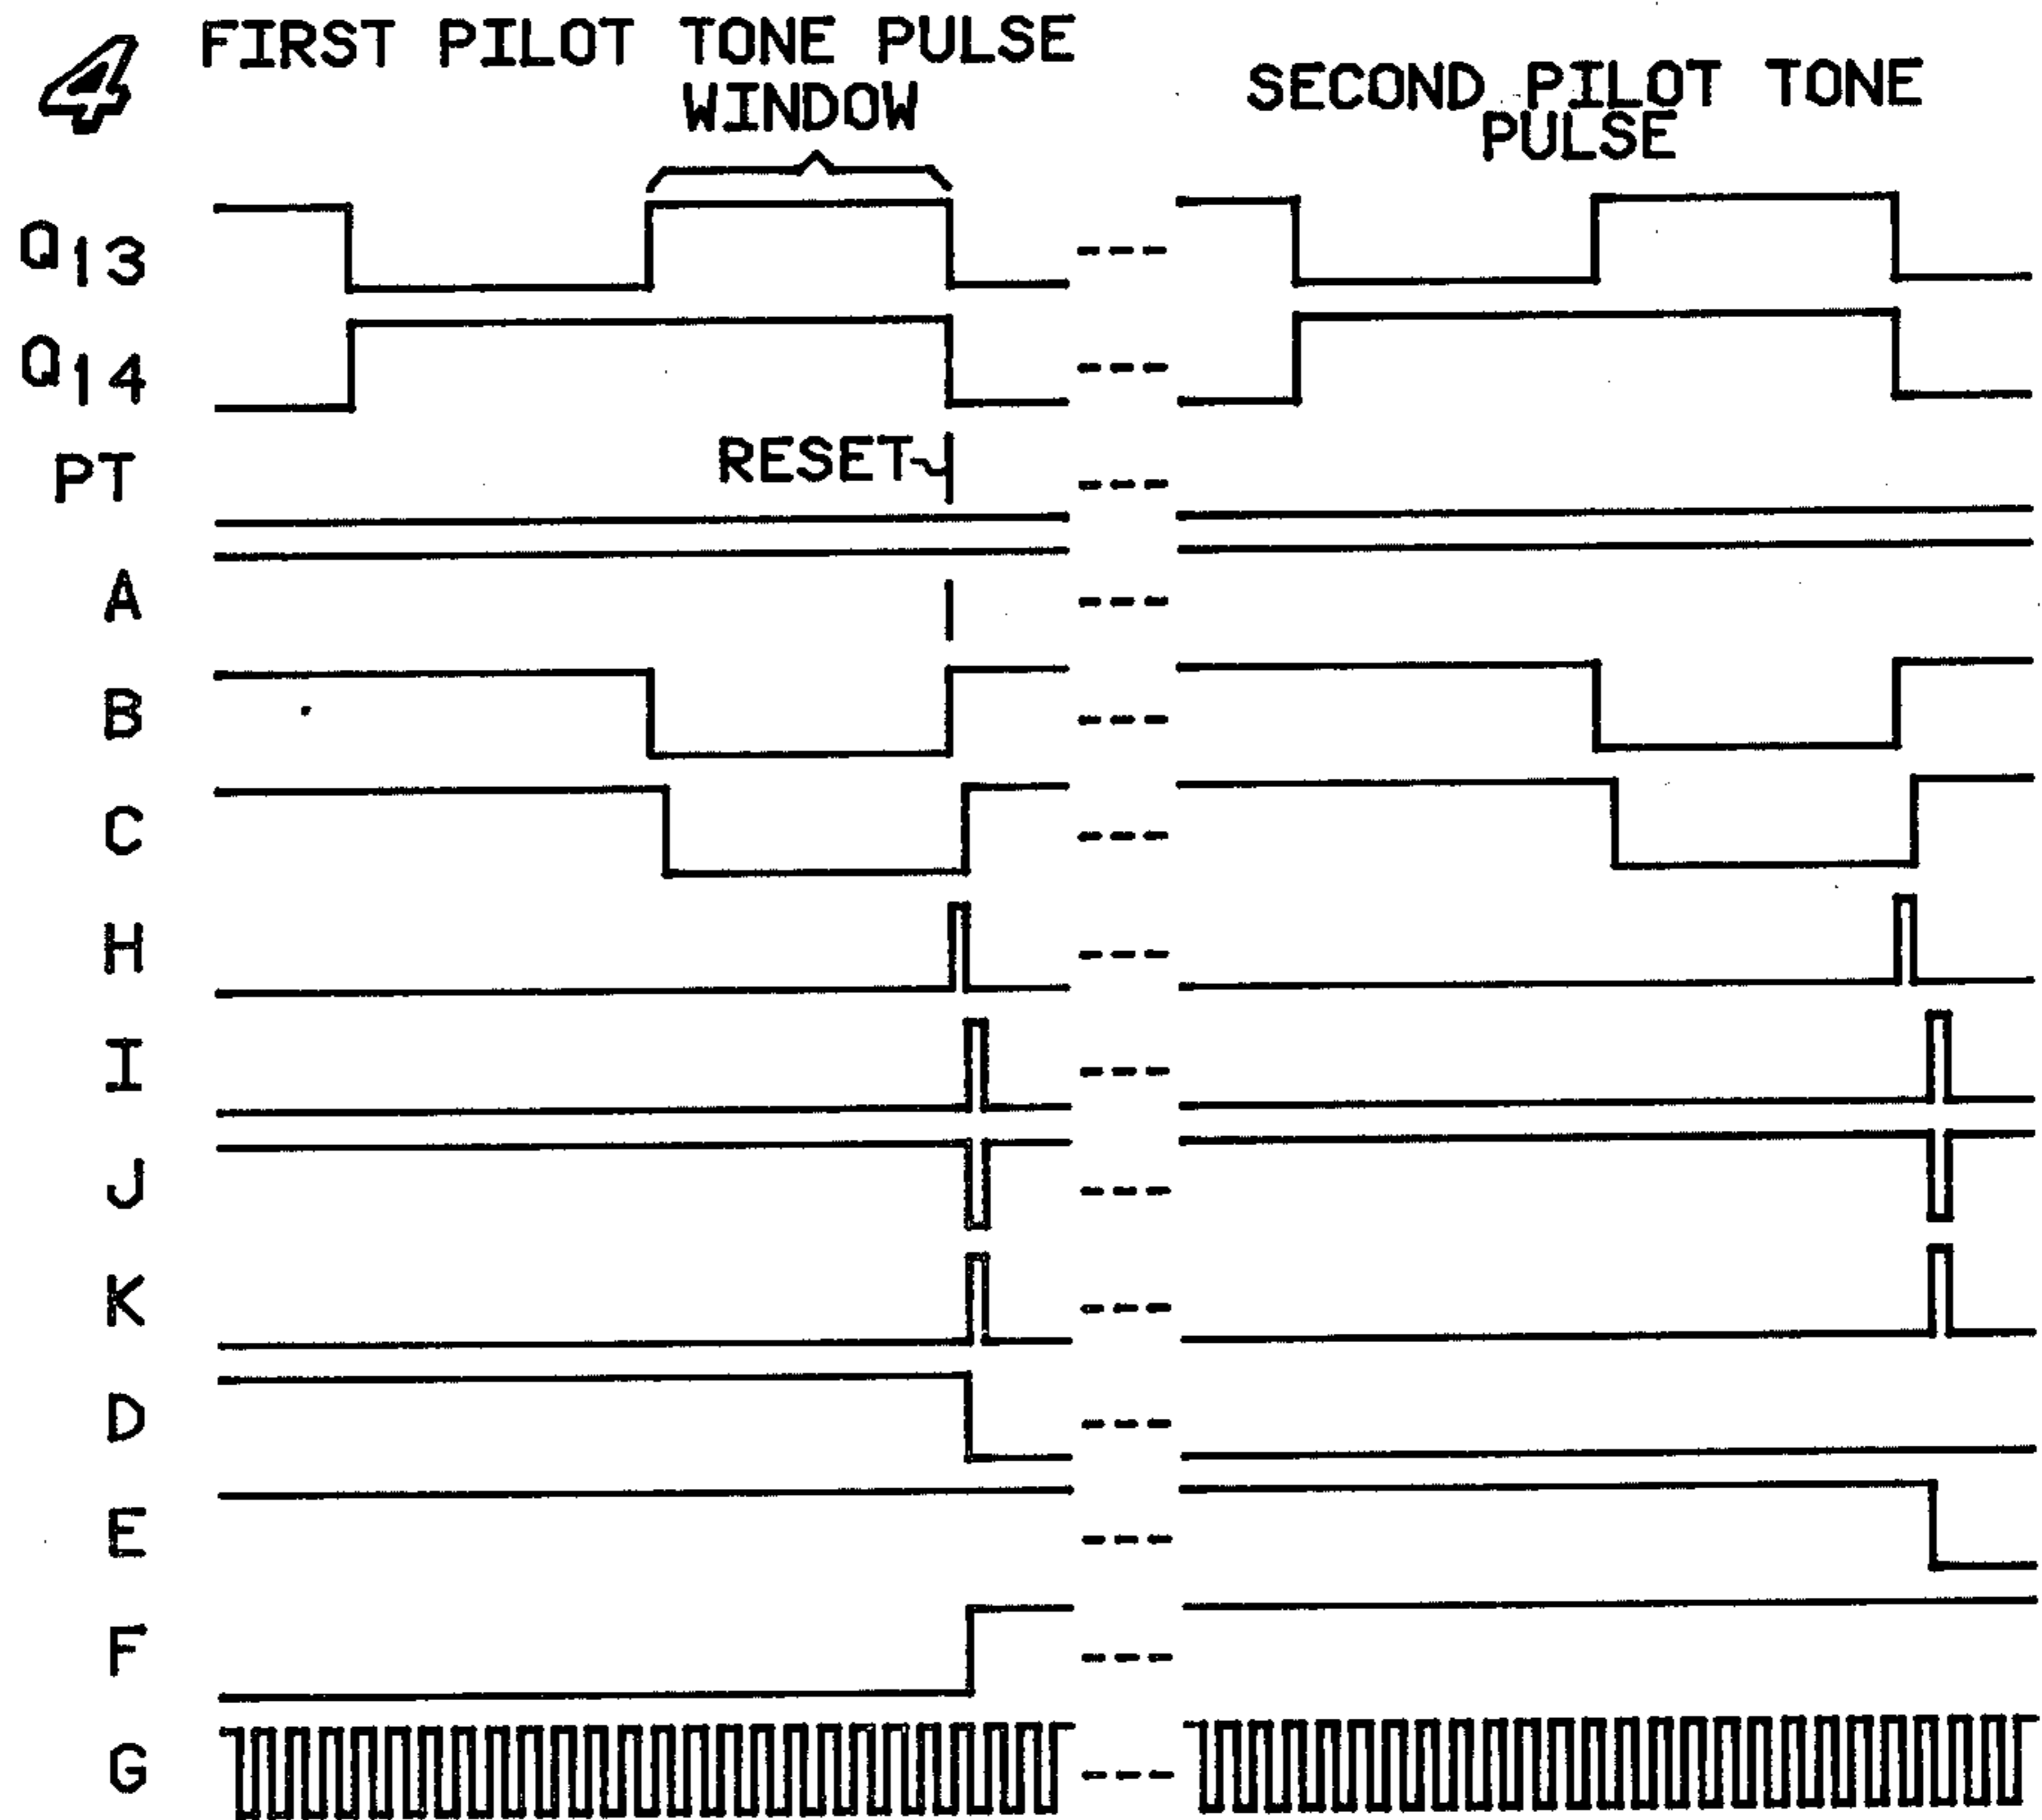 4
FIRST PILOT TONE PULSE
WINDOW
SECOND PILOT TONE
PULSE
Q13
Q14
PT
RESET
A
B
C
H
I
J
K
D
E
F
G